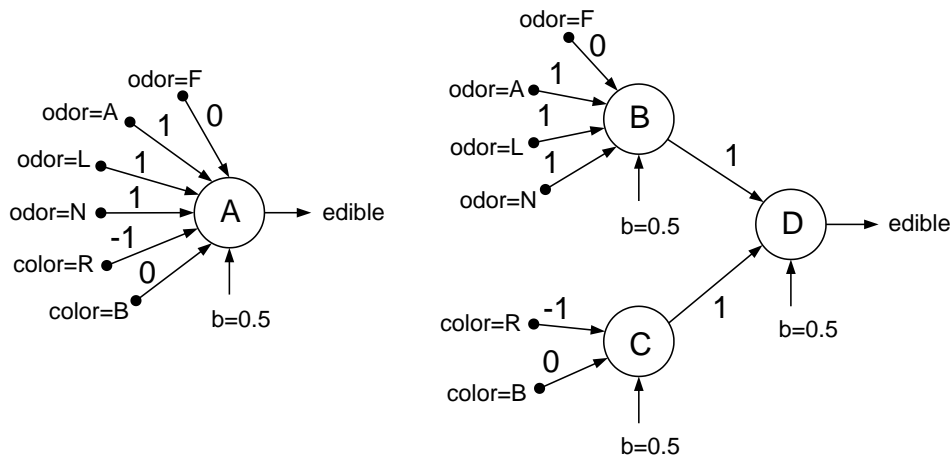 odor=F
0
odor=A
1
odor=L
1
odor=N
1
color=R
-1
color=B
0
A
edible
b=0.5
odor=F
0
odor=A
1
odor=L
1
odor=N
1
B
b=0.5
1
color=R
-1
color=B
0
C
b=0.5
1
D
edible
b=0.5